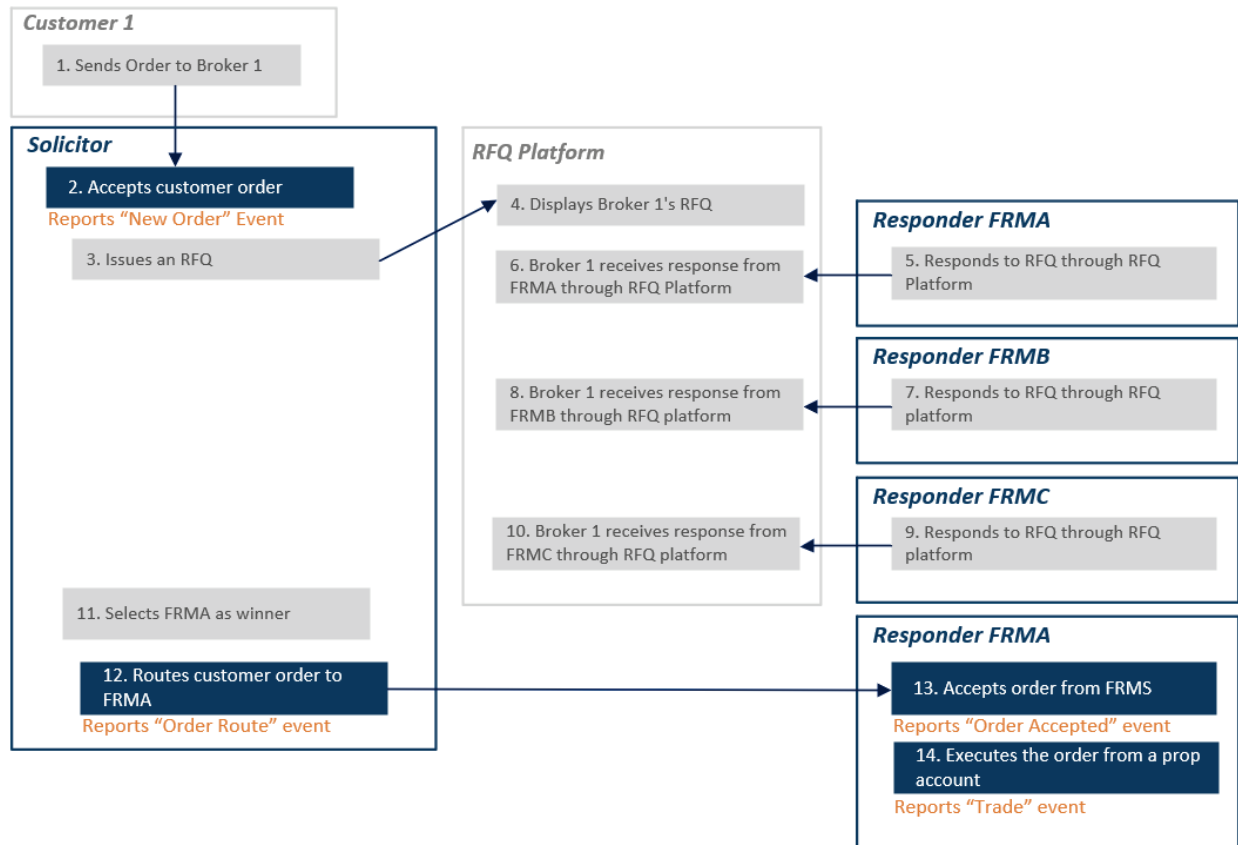 Customer 1
1. Sends Order to Broker 1
Solicitor
2. Accepts customer order
Reports “New Order” Event
3. Issues an RFQ
RFQ Platform
4. Displays Broker 1's RFQ
Responder FRMA
5. Responds to RFQ through RFQ
Platform
6. Broker 1 receives response from
FRMA through RFQ Platform
Responder FRMB
7. Responds to RFQ through RFQ
platform
8. Broker 1 receives response from
FRMB through RFQ platform
Responder FRMC
9. Responds to RFQ through RFQ
platform
10. Broker 1 receives response from
FRMC through RFQ platform
11. Selects FRMA as winner
12. Routes customer order to
FRMA
Reports “Order Route” event
Responder FRMA
13. Accepts order from FRMS
Reports “Order Accepted” event
14. Executes the order from a prop
account
Reports “Trade” event